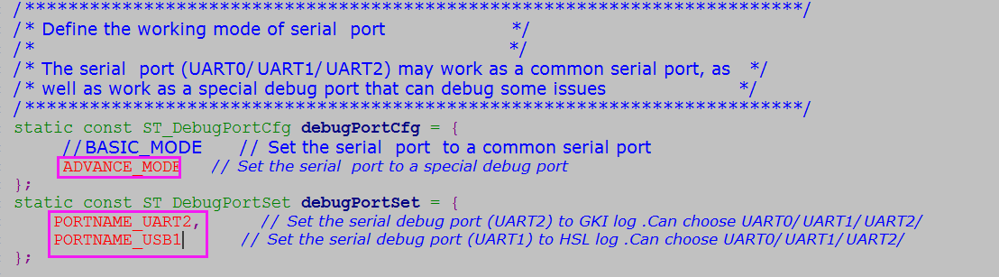 /*************************************************************************/
/* Define the working mode of serial  port */
/* */
/* The serial  port (UART0/UART1/UART2) may work as a common serial port, as */
/* well as work as a special debug port that can debug some issues */
/*************************************************************************/
static const ST_DebugPortCfg debugPortCfg = {
//BASIC_MODE // Set the serial  port  to a common serial port
ADVANCE_MODE // Set the serial  port to a special debug port
};
static const ST_DebugPortSet debugPortSet = {
PORTNAME_UART2, // Set the serial debug port (UART2) to GKI log .Can choose UART0/UART1/UART2/
PORTNAME_USB1 // Set the serial debug port (UART1) to HSL log .Can choose UART0/UART1/UART2/
};